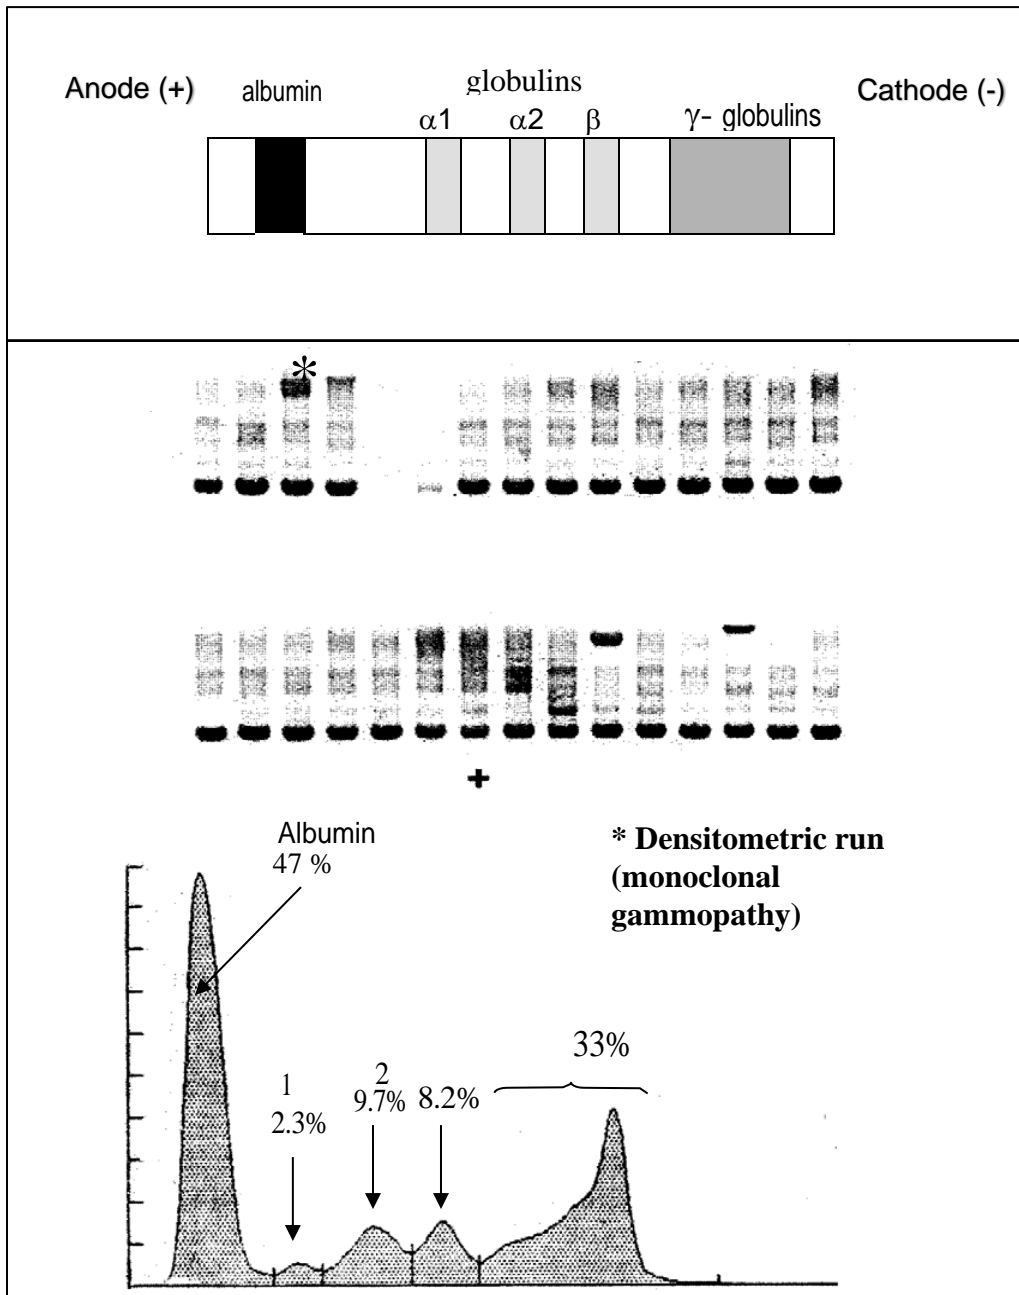 globulins
Anode (+) albumin Cathode (-)
α1 α2 β γ- globulins
*
+
Albumin
47 %
* Densitometric run
(monoclonal
gammopathy)
33%
1
2.3%
2
9.7%
8.2%